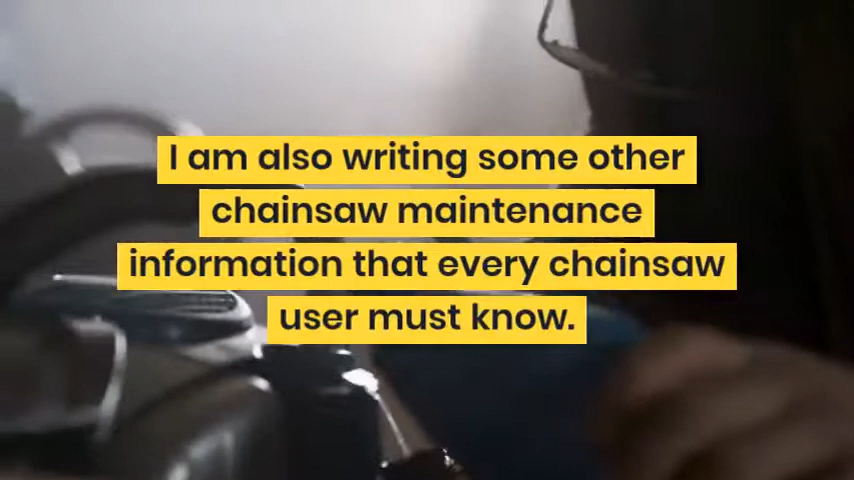 I am also writing some other
chainsaw maintenance
information that every chainsaw
user must know.